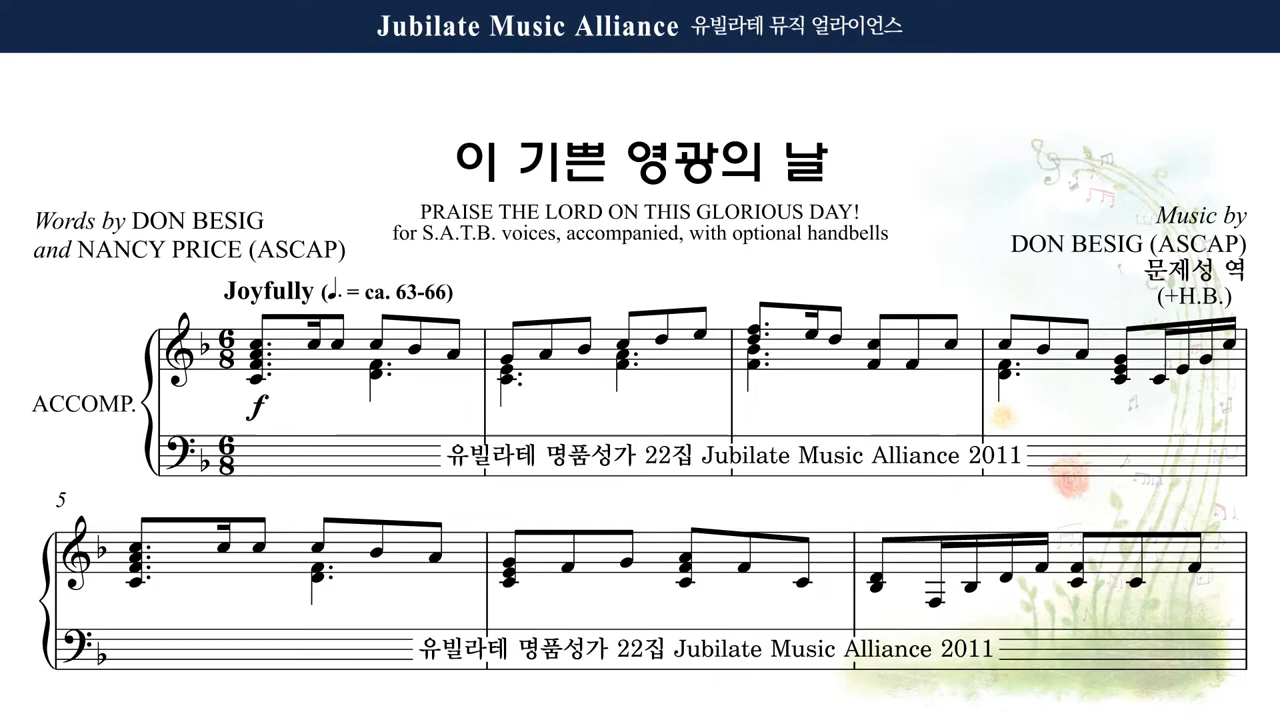 Jubilate Music Alliance 유빌라테 뮤직 얼라이언스
이 기쁜 영광의 날
PRAISE THE LORD ON THIS GLORIOUS DAY!
for S.A.T.B. voices, accompanied, with optional handbells
Words by DON BESIG
and NANCY PRICE (ASCAP)
Music by
DON BESIG (ASCAP)
문제성 역
(+H.B.)
Joyfully (♩. = ca. 63-66)
6
8
f
ACCOMP.
6
8
유빌라테 명품성가 22집 Jubilate Music Alliance 2011
5
유빌라테 명품성가 22집 Jubilate Music Alliance 2011